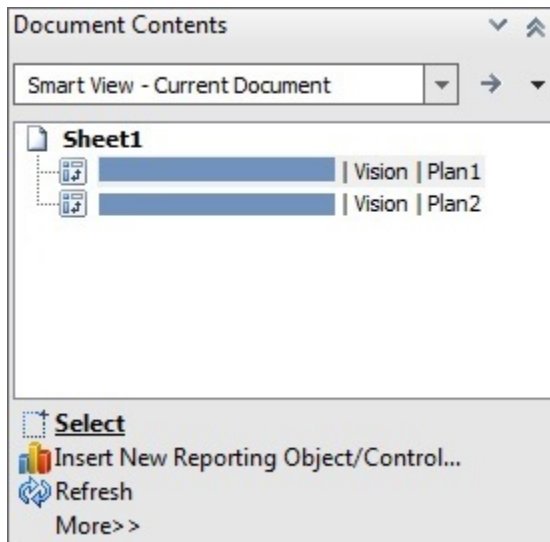 Document Contents
Smart View - Current Document
Sheet1
| Vision | Plan1
| Vision | Plan2
Select
Insert New Reporting Object/Control...
Refresh
More>>